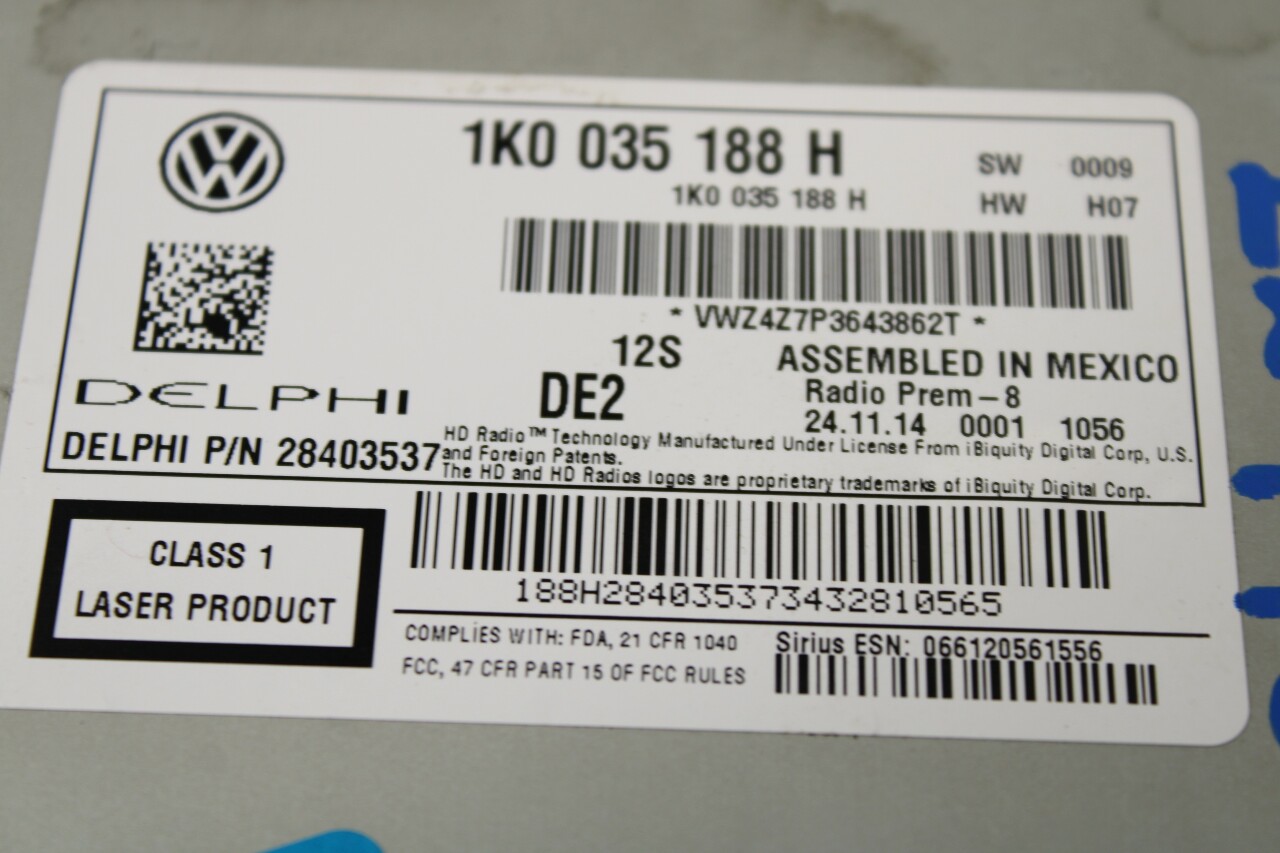 1K0 035 188 H
SW 0009
1K0 035 188 H
HW H07
* VWZ4Z7P3643862T *
12S
ASSEMBLED IN MEXICO
DE2
Radio Prem-8
24.11.14 0001 1056
DELPHI
DELPHI P/N 28403537
HD Radio™ Technology Manufactured Under License From iBiquity Digital Corp, U.S.
and Foreign Patents.
The HD and HD Radios logos are proprietary trademarks of iBiquity Digital Corp.
CLASS 1
LASER PRODUCT
188H28403537343281​0565
COMPLIES WITH: FDA, 21 CFR 1040
FCC, 47 CFR PART 15 OF FCC RULES
Sirius ESN: 066120561556